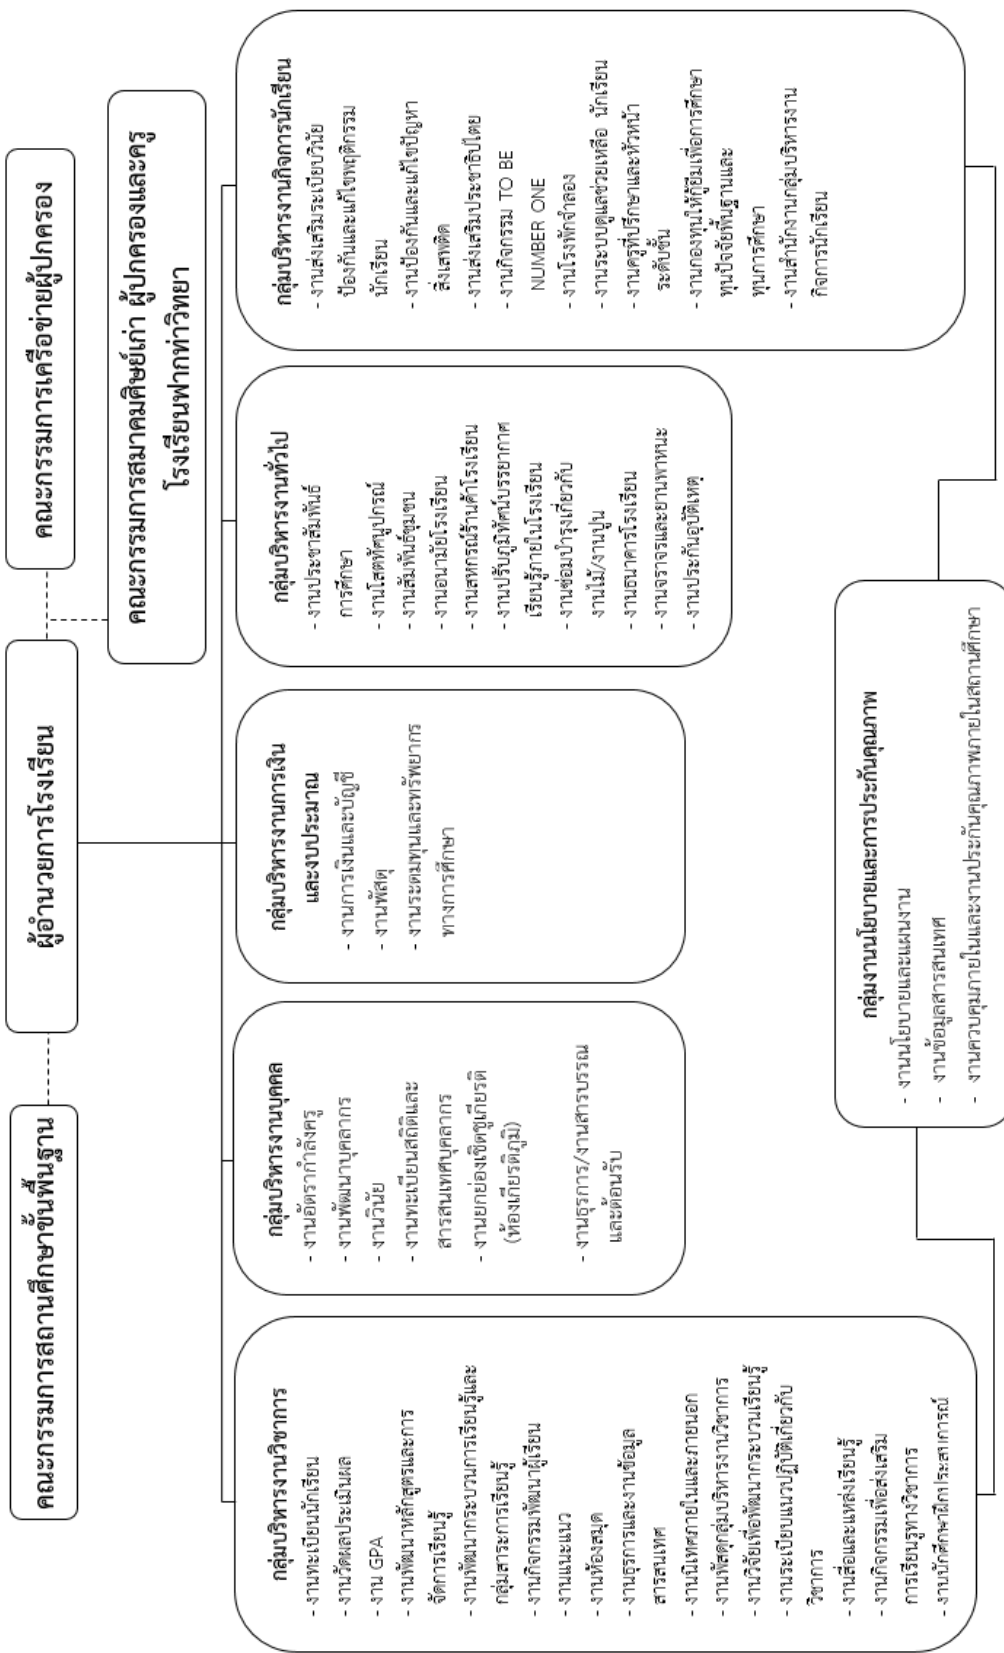 คณะกรรมการสถานศึกษาขั้นพื้นฐาน
ผู้อำนวยการโรงเรียน
คณะกรรมการเครือข่ายผู้ปกครอง
คณะกรรมการสมาคมศิษย์เก่า ผู้ปกครองและครู
โรงเรียนฟากท่าวิทยา
กลุ่มบริหารงานวิชาการ
- งานทะเบียนนักเรียน
- งานวัดผลประเมินผล
- งาน GPA
- งานพัฒนาหลักสูตรและการ
จัดการเรียนรู้
- งานพัฒนากระบวนการเรียนรู้และ
กลุ่มสาระการเรียนรู้
- งานกิจกรรมพัฒนาผู้เรียน
- งานแนะแนว
- งานห้องสมุด
- งานธุรการและงานข้อมูล
สารสนเทศ
- งานนิเทศภายในและภายนอก
- งานพัสดุกลุ่มบริหารงานวิชาการ
- งานวิจัยเพื่อพัฒนากระบวนเรียนรู้
- งานระเบียบแนวปฏิบัติเกี่ยวกับ
วิชาการ
- งานสื่อและแหล่งเรียนรู้
- งานกิจกรรมเพื่อส่งเสริม
การเรียนรู้ทางวิชาการ
- งานนักศึกษาฝึกประสบการณ์
กลุ่มบริหารงานบุคคล
- งานอัตรากำลังครู
- งานพัฒนาบุคลากร
- งานวินัย
- งานทะเบียนสถิติและ
สารสนเทศบุคลากร
- งานยกย่องเชิดชูเกียรติ
(ห้องเกียรติภูมิ)
- งานธุรการ/งานสารบรรณ
และต้อนรับ
กลุ่มบริหารงานการเงิน
และงบประมาณ
- งานการเงินและบัญชี
- งานพัสดุ
- งานระดมทุนและทรัพยากร
ทางการศึกษา
กลุ่มบริหารงานทั่วไป
- งานประชาสัมพันธ์
การศึกษา
- งานโสตทัศนูปกรณ์
- งานสัมพันธ์ชุมชน
- งานอนามัยโรงเรียน
- งานสหกรณ์ร้านค้าโรงเรียน
- งานปรับภูมิทัศน์บรรยากาศ
เรียนรู้ภายในโรงเรียน
- งานซ่อมบำรุงเกี่ยวกับ
งานไม้/งานปูน
- งานธนาคารโรงเรียน
- งานจราจรและยานพาหนะ
- งานประกันอุบัติเหตุ
กลุ่มบริหารงานกิจการนักเรียน
- งานส่งเสริมระเบียบวินัย
ป้องกันและแก้ไขพฤติกรรม
นักเรียน
- งานป้องกันและแก้ไขปัญหา
สิ่งเสพติด
- งานส่งเสริมประชาธิปไตย
- งานกิจกรรม TO BE
NUMBER ONE
- งานโรงพักจำลอง
- งานระบบดูแลช่วยเหลือ นักเรียน
- งานครูที่ปรึกษาและหัวหน้า
ระดับชั้น
- งานกองทุนให้กู้ยืมเพื่อการศึกษา
ทุนปัจจัยพื้นฐานและ
ทุนการศึกษา
- งานสำนักงานกลุ่มบริหารงาน
กิจการนักเรียน
กลุ่มงานนโยบายและการประกันคุณภาพ
- งานนโยบายและแผนงาน
- งานข้อมูลสารสนเทศ
- งานควบคุมภายในและงานประกันคุณภาพภายในสถานศึกษา